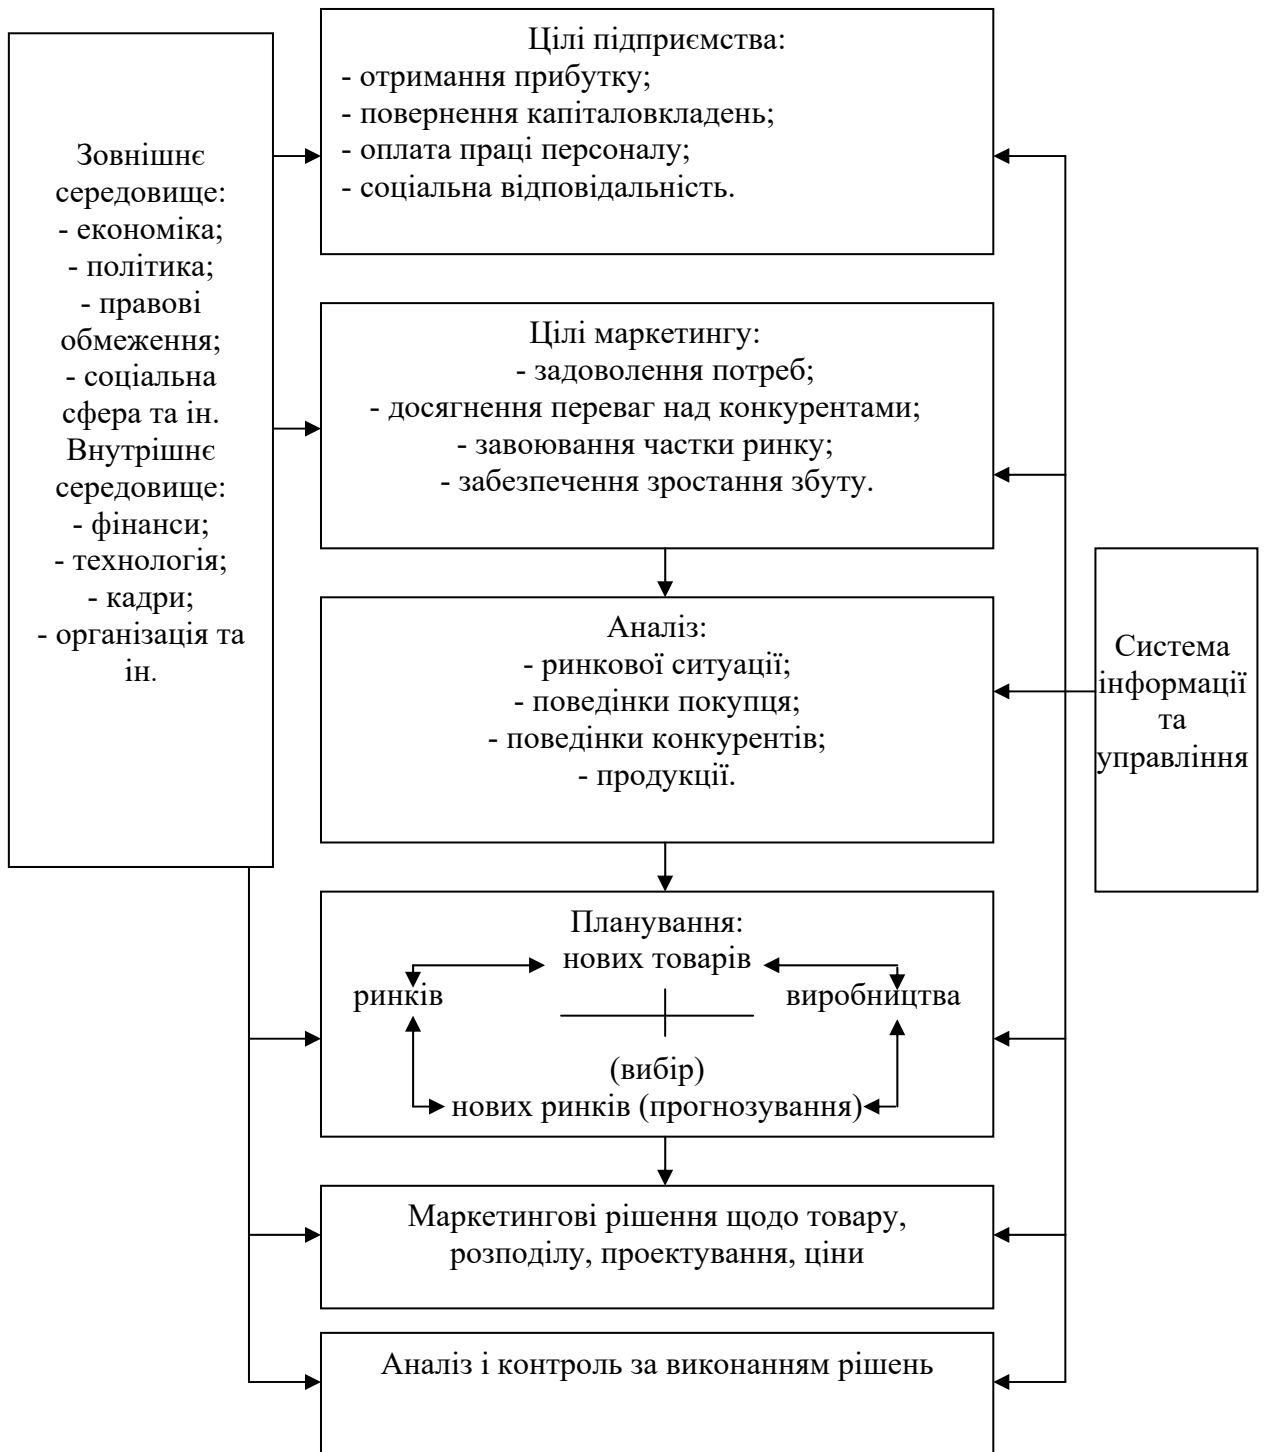 Зовнішнє
середовище:
- економіка;
- політика;
- правові
обмеження;
- соціальна
сфера та ін.
Внутрішнє
середовище:
- фінанси;
- технологія;
- кадри;
- організація та
ін.
Цілі підприємства:
- отримання прибутку;
- повернення капіталовкладень;
- оплата праці персоналу;
- соціальна відповідальність.
Цілі маркетингу:
- задоволення потреб;
- досягнення переваг над конкурентами;
- завоювання частки ринку;
- забезпечення зростання збуту.
Аналіз:
- ринкової ситуації;
- поведінки покупця;
- поведінки конкурентів;
- продукції.
Система
інформації
та
управління
Планування:
нових товарів
ринків виробництва
(вибір)
нових ринків (прогнозування)
Маркетингові рішення щодо товару,
розподілу, проектування, ціни
Аналіз і контроль за виконанням рішень